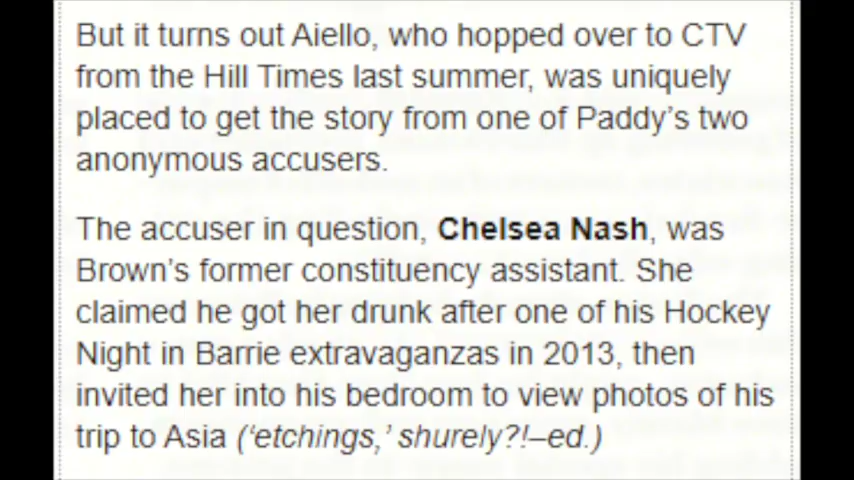 But it turns out Aiello, who hopped over to CTV
from the Hill Times last summer, was uniquely
placed to get the story from one of Paddy’s two
anonymous accusers.
The accuser in question, Chelsea Nash, was
Brown’s former constituency assistant. She
claimed he got her drunk after one of his Hockey
Night in Barrie extravaganzas in 2013, then
invited her into his bedroom to view photos of his
trip to Asia (‘etchings,’ shurely?!–ed.)